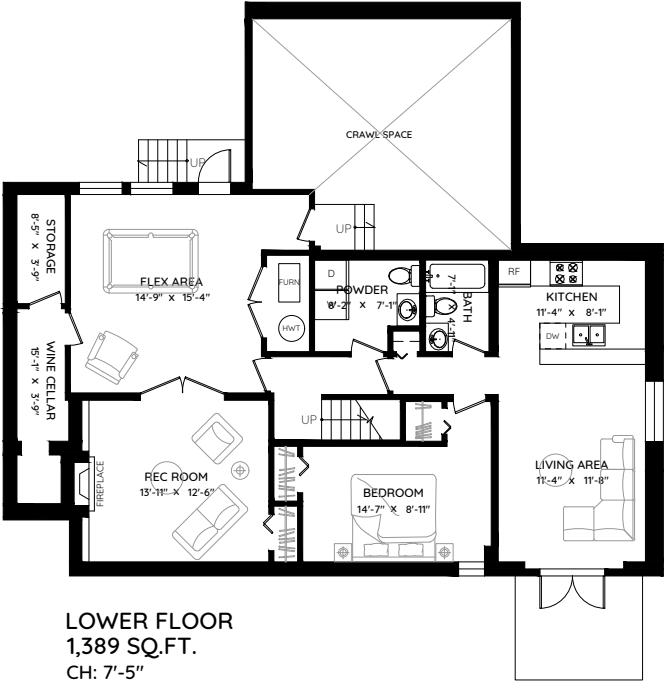 CRAWL SPACE
UP
UP
STORAGE
8'-5" x 3'-9"
FLEX AREA
14'-9" x 15'-4"
FURN
HWT
D
POWDER
8'-2" x 7'-1"
BATH
7'-1" x 4'-11"
RF
KITCHEN
11'-4" x 8'-1"
DW
WINE CELLAR
15'-1" x 3'-9"
UP
FIREPLACE
REC ROOM
13'-11" x 12'-6"
BEDROOM
14'-7" x 8'-11"
LIVING AREA
11'-4" x 11'-8"
LOWER FLOOR
1,389 SQ.FT.
CH: 7'-5"